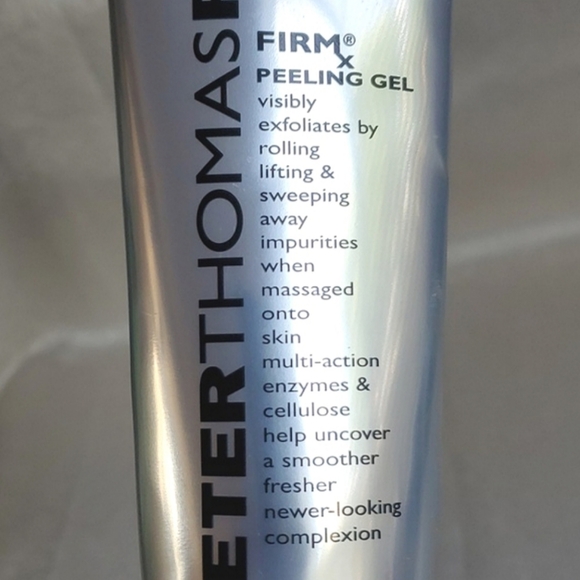 ETERTHOMAS
FIRMx®
PEELING GEL
visibly
exfoliates by
rolling
lifting &
sweeping
away
impurities
when
massaged
onto
skin
multi-action
enzymes &
cellulose
help uncover
a smoother
fresher
newer-looking
complexion